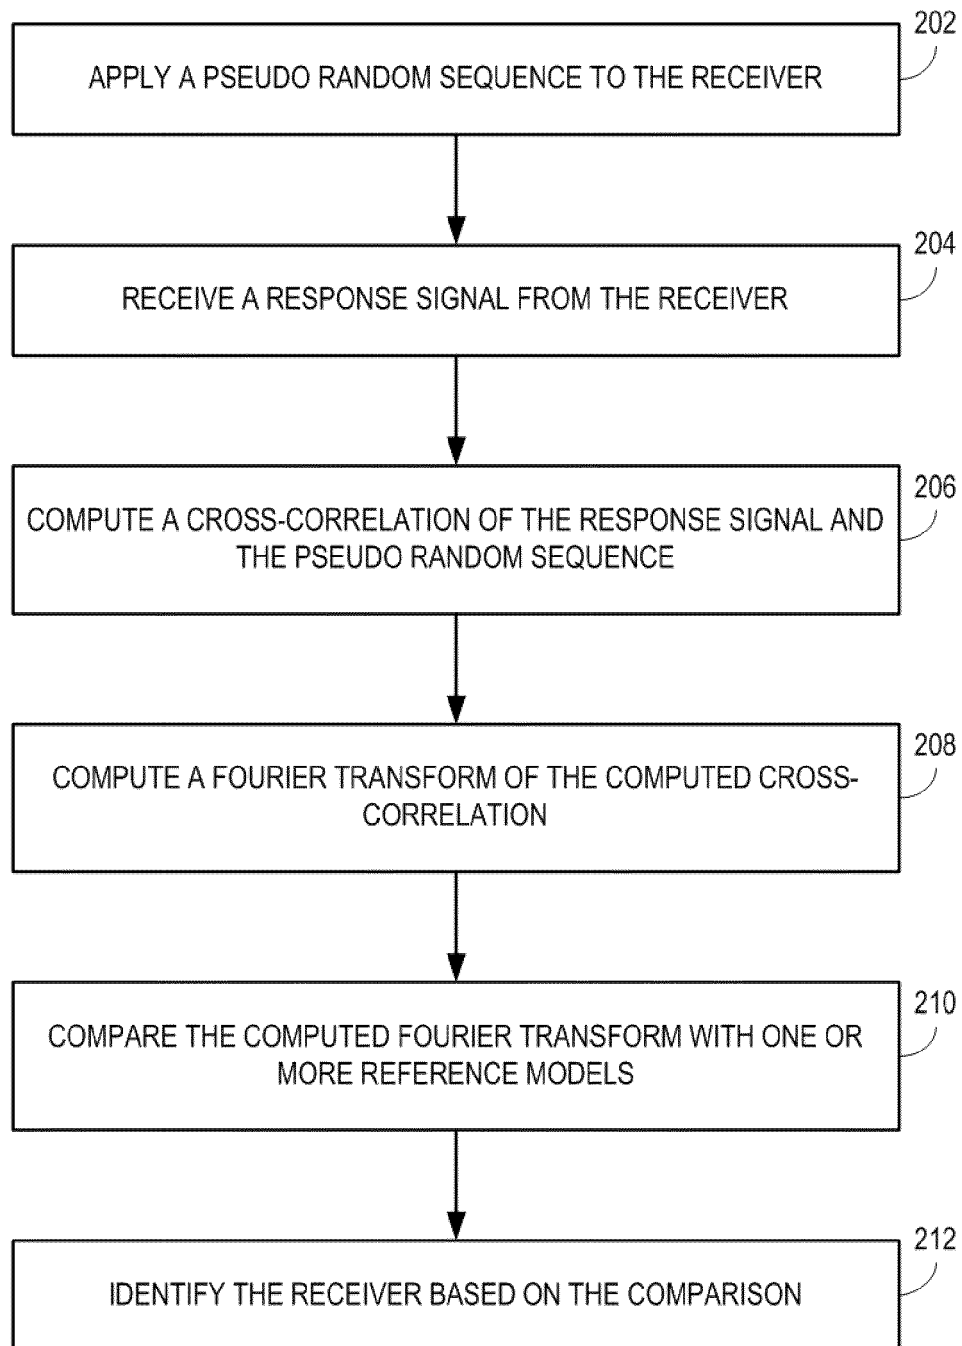 202
APPLY A PSEUDO RANDOM SEQUENCE TO THE RECEIVER
204
RECEIVE A RESPONSE SIGNAL FROM THE RECEIVER
206
COMPUTE A CROSS-CORRELATION OF THE RESPONSE SIGNAL AND
THE PSEUDO RANDOM SEQUENCE
208
COMPUTE A FOURIER TRANSFORM OF THE COMPUTED CROSS-
CORRELATION
210
COMPARE THE COMPUTED FOURIER TRANSFORM WITH ONE OR
MORE REFERENCE MODELS
212
IDENTIFY THE RECEIVER BASED ON THE COMPARISON